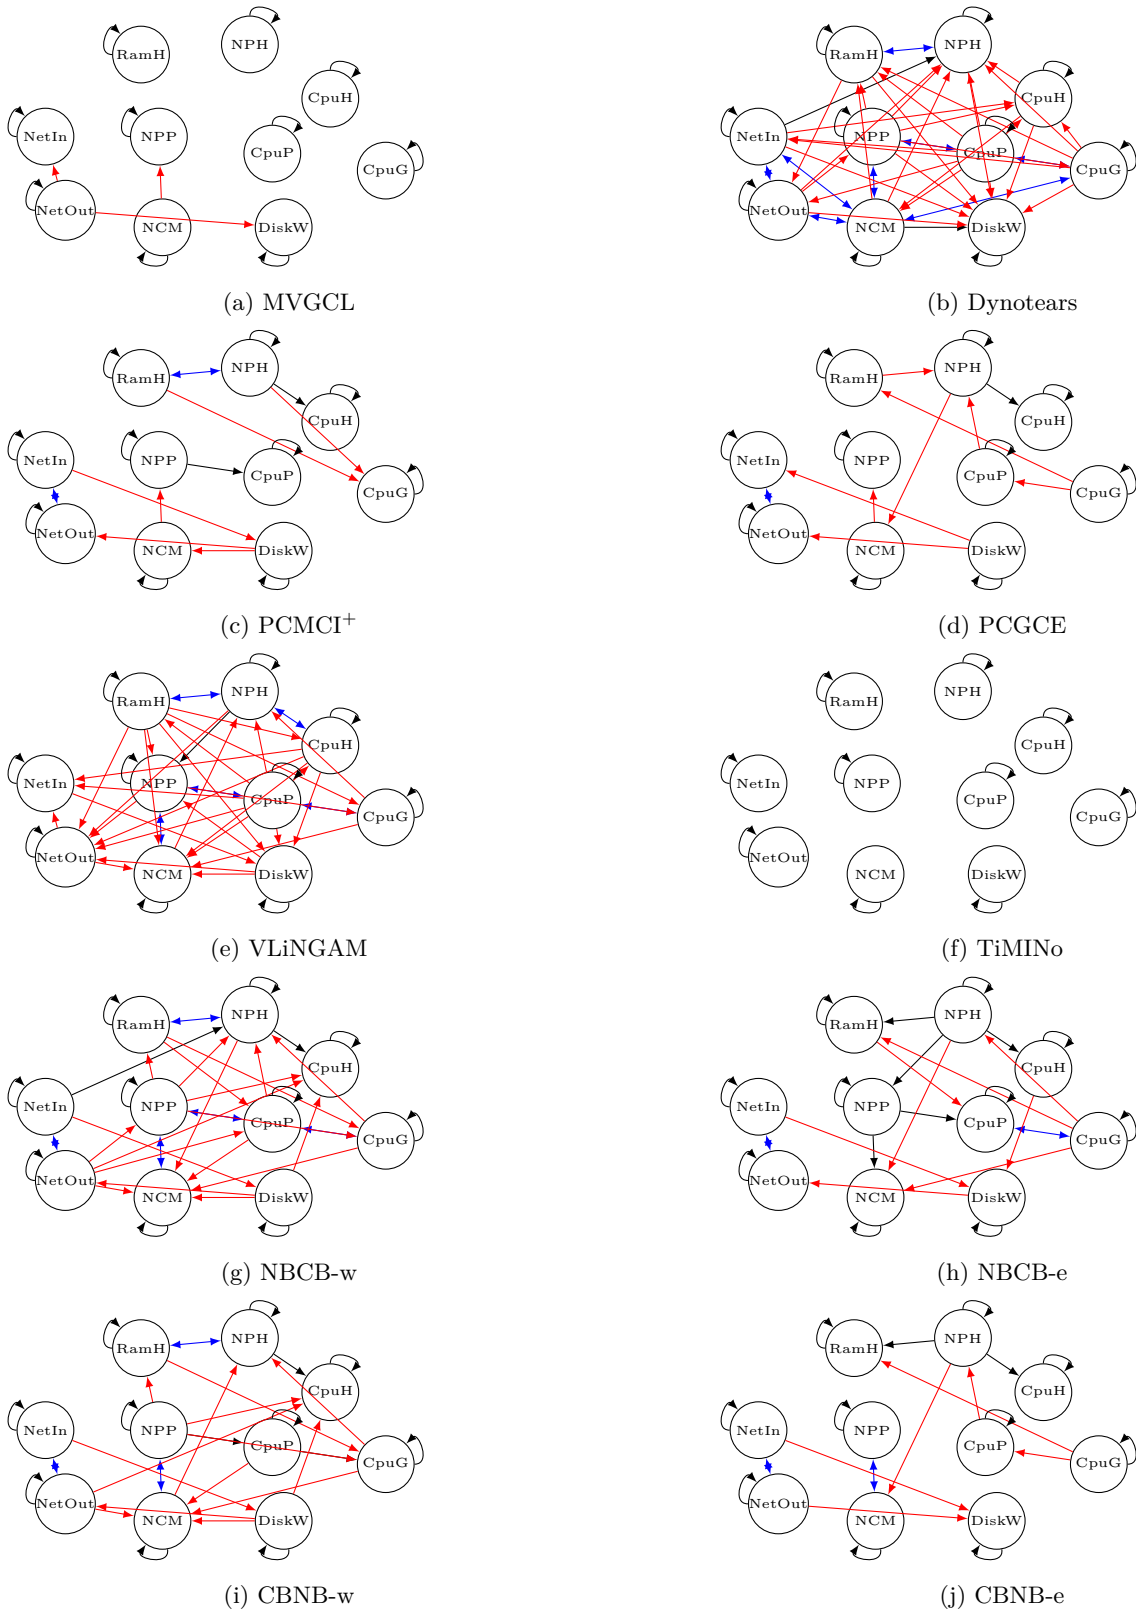 NPH
RamH
CpuH
NetIn
NPP
CpuP
CpuG
NetOut
NCM
DiskW
(a) MVGCL
NPH
RamH
CpuH
NetIn
NPP
CpuP
CpuG
NetOut
NCM
DiskW
(b) Dynotears
NPH
RamH
CpuH
NetIn
NPP
CpuP
CpuG
NetOut
NCM
DiskW
(c) PCMCI+
NPH
RamH
CpuH
NetIn
NPP
CpuP
CpuG
NetOut
NCM
DiskW
(d) PCGCE
NPH
RamH
CpuH
NetIn
NPP
CpuP
CpuG
NetOut
NCM
DiskW
(e) VLiNGAM
NPH
RamH
CpuH
NetIn
NPP
CpuP
CpuG
NetOut
NCM
DiskW
(f) TiMINo
NPH
RamH
CpuH
NetIn
NPP
CpuP
CpuG
NetOut
NCM
DiskW
(g) NBCB-w
NPH
RamH
CpuH
NetIn
NPP
CpuP
CpuG
NetOut
NCM
DiskW
(h) NBCB-e
NPH
RamH
CpuH
NetIn
NPP
CpuP
CpuG
NetOut
NCM
DiskW
(i) CBNB-w
NPH
RamH
CpuH
NetIn
NPP
CpuP
CpuG
NetOut
NCM
DiskW
(j) CBNB-e